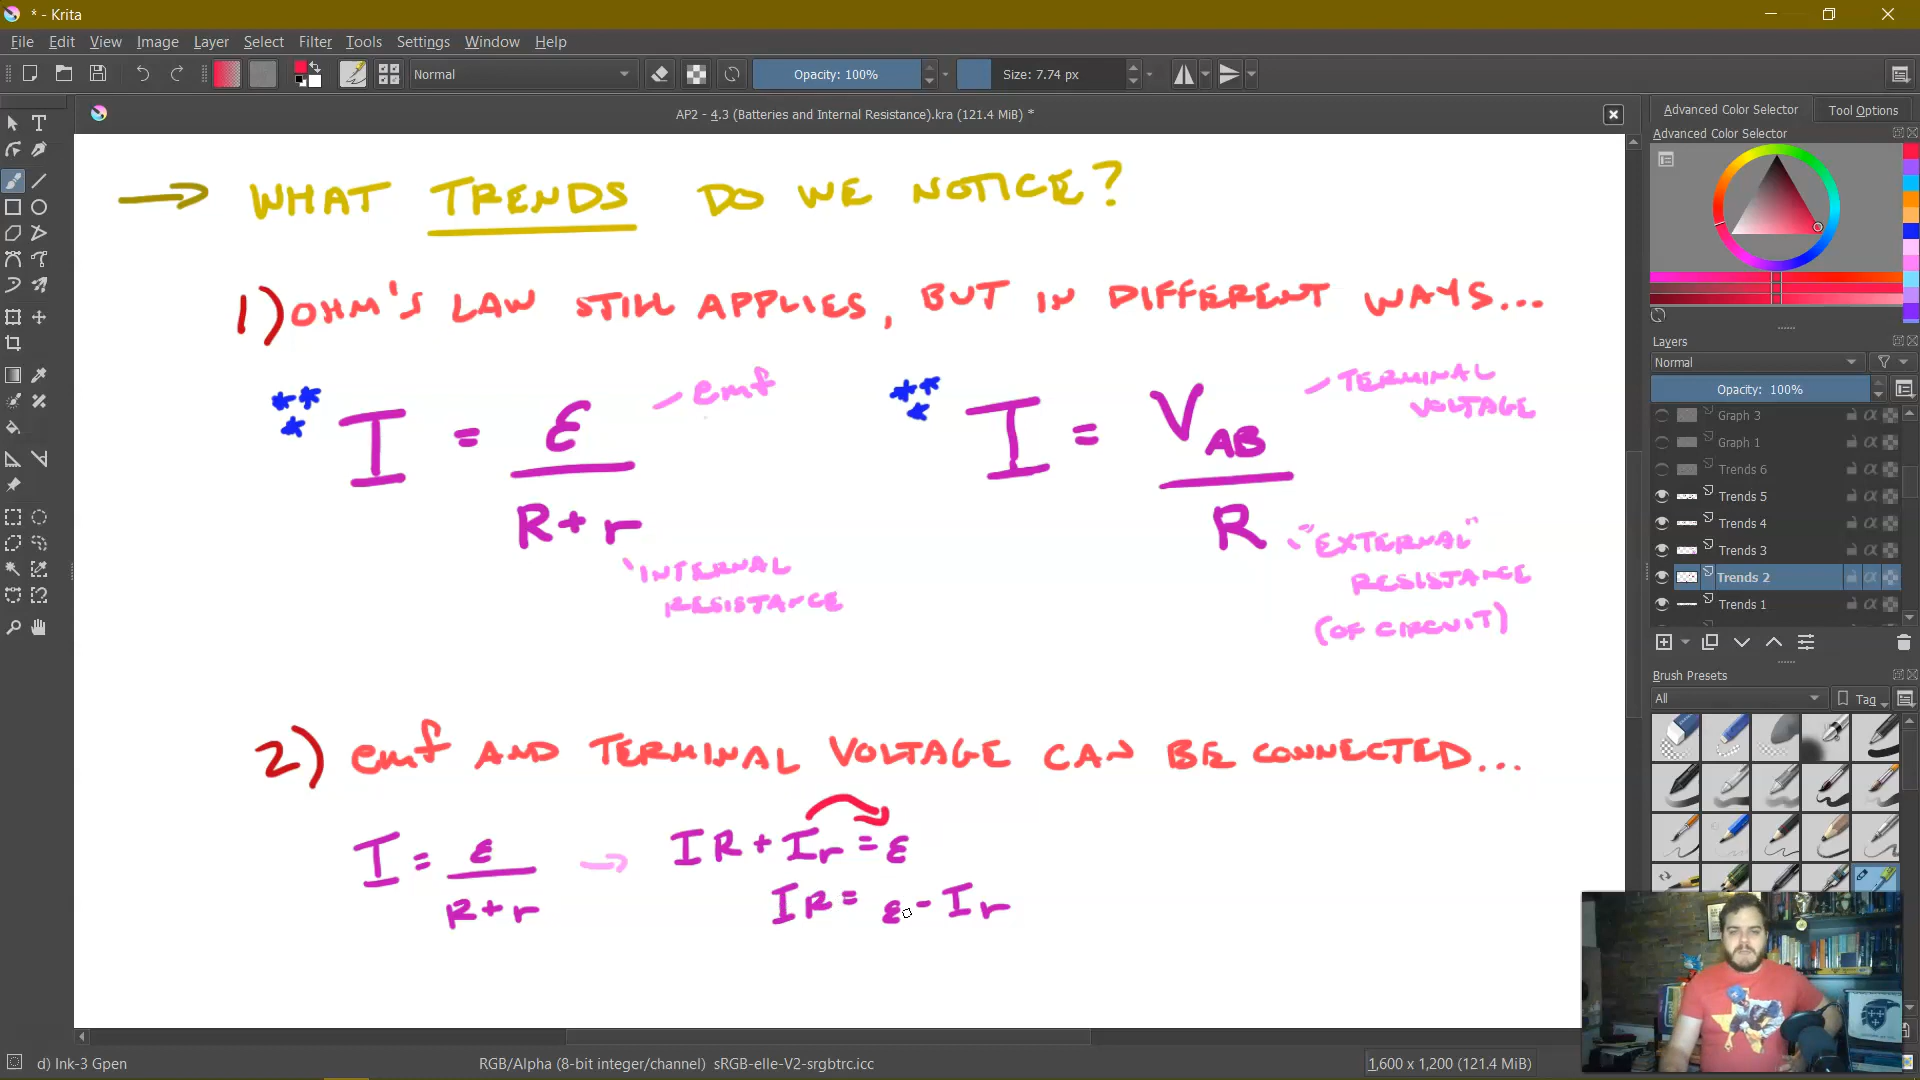 * - Krita
File Edit View Image Layer Select Filter Tools Settings Window Help
Normal Opacity: 100% Size: 7.74 px
AP2 - 4.3 (Batteries and Internal Resistance).kra (121.4 MiB) *
Advanced Color Selector Tool Options
Advanced Color Selector
→ WHAT TRENDS DO WE NOTICE?
1) OHM'S LAW STILL APPLIES, BUT IN DIFFERENT WAYS...
*** I = ε / R + r
emf
INTERNAL
RESISTANCE
*** I = V_AB / R
TERMINAL
VOLTAGE
"EXTERNAL"
RESISTANCE
(OF CIRCUIT)
2) emf AND TERMINAL VOLTAGE CAN BE CONNECTED...
I = ε / R + r → IR + Ir = ε
IR = ε - Ir
Layers
Normal
Opacity: 100%
Graph 3
Graph 1
Trends 6
Trends 5
Trends 4
Trends 3
Trends 2
Trends 1
Brush Presets
All Tag
d) Ink-3 Gpen RGB/Alpha (8-bit integer/channel) sRGB-elle-V2-srgbtrc.icc 1,600 x 1,200 (121.4 MiB)